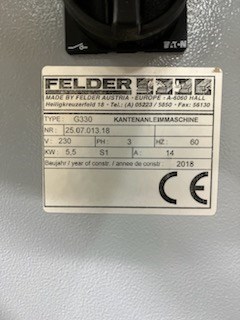 EATON
FELDER
MADE BY FELDER AUSTRIA - EUROPE - A-6060 HALL
Heiligkreuzerfeld 18 - Tel.: (A) 05223 / 5850 - Fax: 56130
TYPE: G330 KANTENANLEIMMASCHINE
NR: 25.07.013.18
V: 230 PH: 3 HZ: 60
KW: 5,5 S1 A: 14
Baujahr / year of constr. / annee de constr: 2018
CE